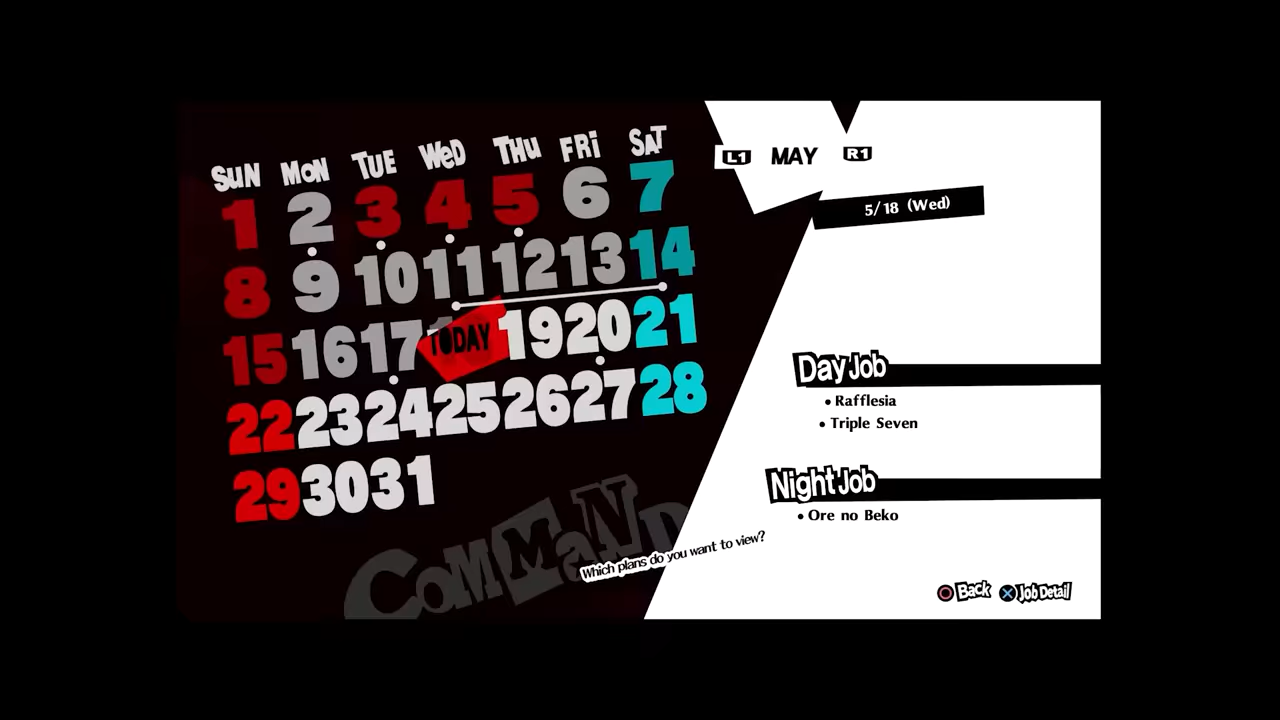 SUN MON TUE WeD THU FRi SAT
1 2 3 4 5 6 7
8 9 10 11 12 13 14
15 16 17 TODAY 19 20 21
22 23 24 25 26 27 28
29 30 31
L1 MAY R1
5/18 (Wed)
Day Job
• Rafflesia
• Triple Seven
Night Job
• Ore no Beko
CoMMaND
Which plans do you want to view?
Back Job Detail